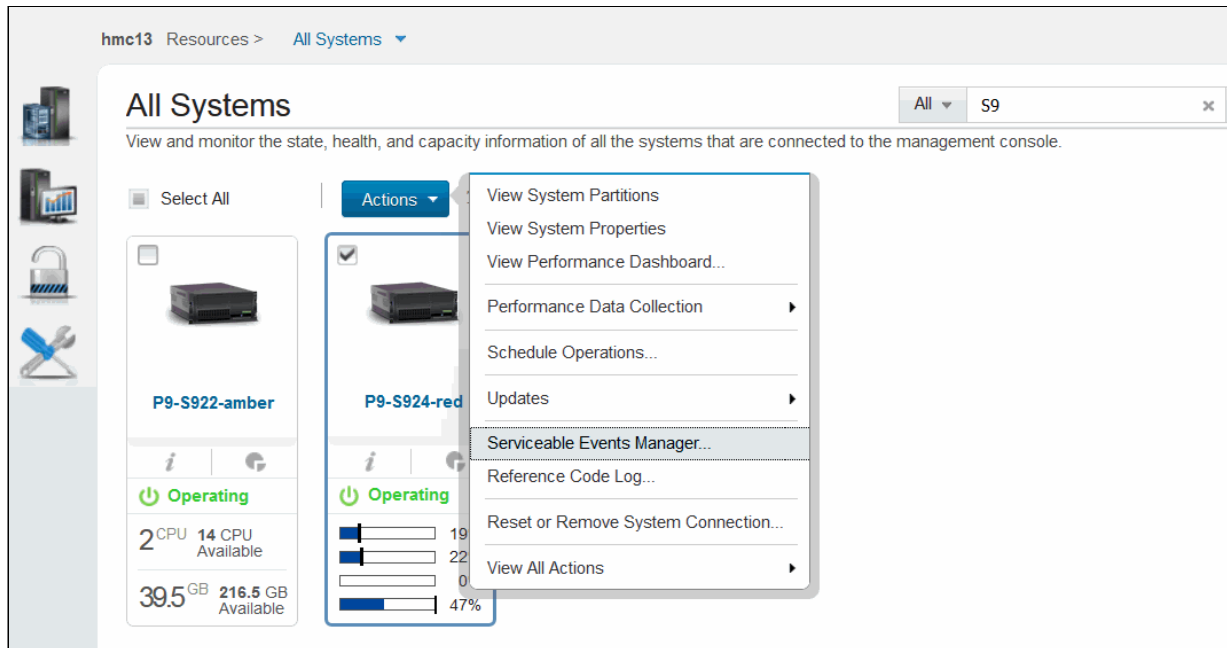 hmc13 Resources > All Systems
All Systems
All S9
View and monitor the state, health, and capacity information of all the systems that are connected to the management console.
Select All Actions
P9-S922-amber
Operating
2 CPU 14 CPU
Available
39.5 GB 216.5 GB
Available
P9-S924-red
Operating
19
22
0
47%
View System Partitions
View System Properties
View Performance Dashboard...
Performance Data Collection
Schedule Operations...
Updates
Serviceable Events Manager...
Reference Code Log...
Reset or Remove System Connection...
View All Actions